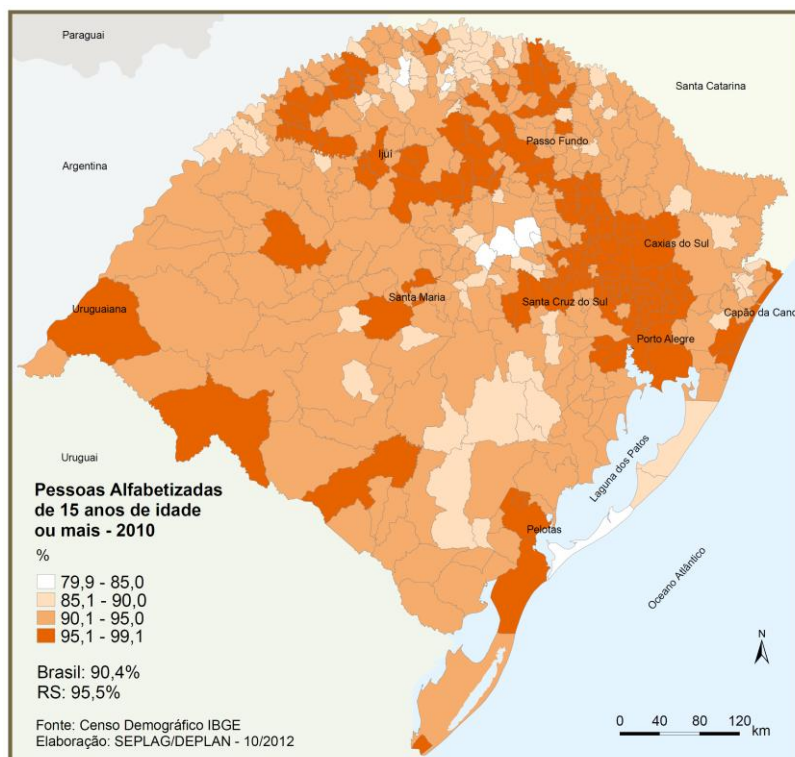 Paraguai
Santa Catarina
Argentina
Ijuí
Passo Fundo
Caxias do Sul
Uruguaiana
Santa Maria
Santa Cruz do Sul
Capão da Cano
Porto Alegre
Uruguai
Laguna dos Patos
Pelotas
Oceano Atlântico
Pessoas Alfabetizadas
de 15 anos de idade
ou mais - 2010
%
79,9 - 85,0
85,1 - 90,0
90,1 - 95,0
95,1 - 99,1
Brasil: 90,4%
RS: 95,5%
Fonte: Censo Demográfico IBGE
Elaboração: SEPLAG/DEPLAN - 10/2012
N
0 40 80 120
km